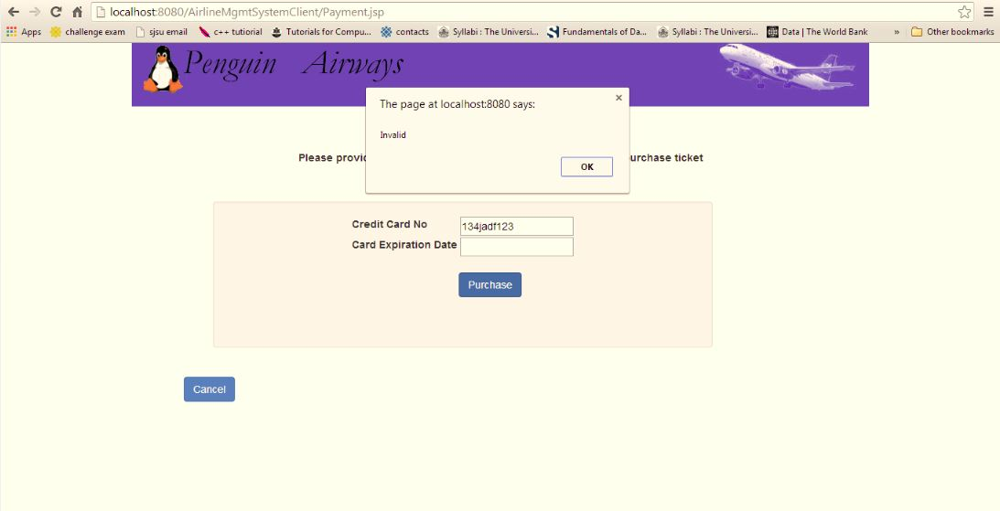 localhost:8080/AirlineMgmtSystemClient/Payment.jsp
Apps challenge exam sjsu email c++ tutiorial Tutorials for Compu... contacts Syllabi : The Universi... Fundamentals of Da... Syllabi : The Universi... Data | The World Bank » Other bookmarks
Penguin Airways
The page at localhost:8080 says:
Invalid
OK
Please provid
urchase ticket
Credit Card No 134jadf123
Card Expiration Date
Purchase
Cancel